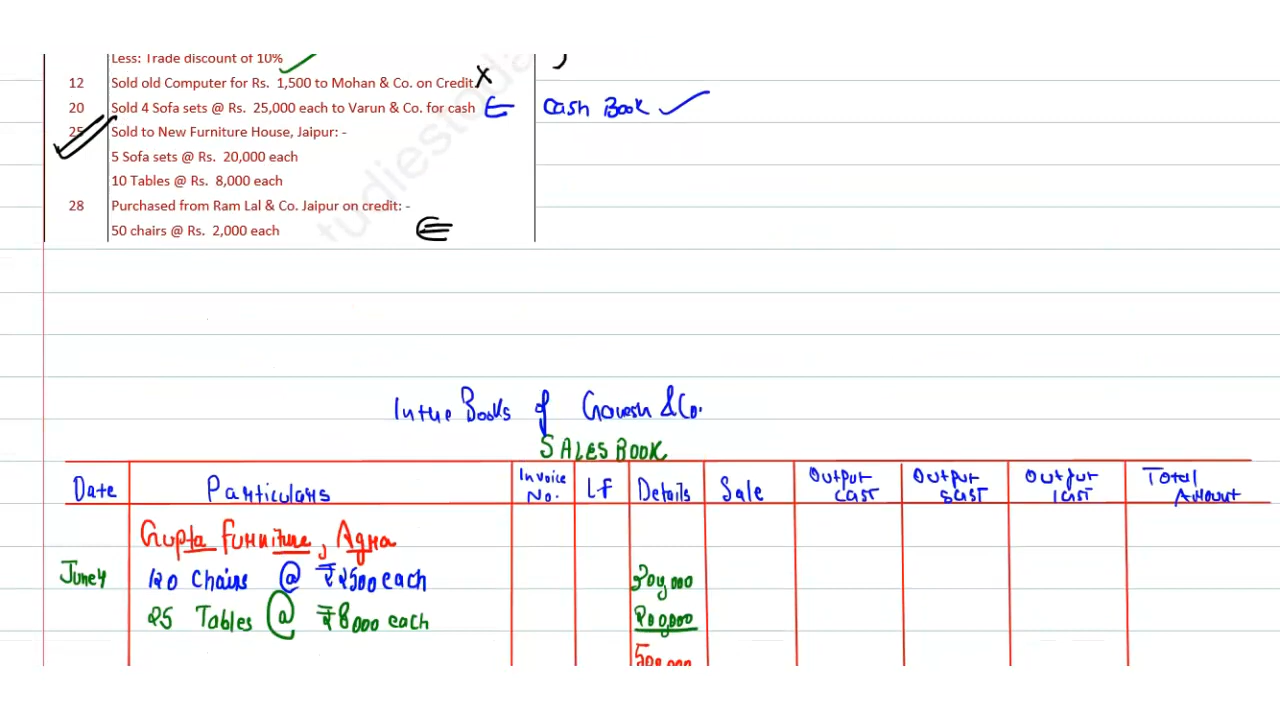 Less: Trade discount of 10%
12 Sold old Computer for Rs. 1,500 to Mohan & Co. on Credit
20 Sold 4 Sofa sets @ Rs. 25,000 each to Varun & Co. for cash Cash Book
25 Sold to New Furniture House, Jaipur: -
5 Sofa sets @ Rs. 20,000 each
10 Tables @ Rs. 8,000 each
28 Purchased from Ram Lal & Co. Jaipur on credit: -
50 chairs @ Rs. 2,000 each
udiestoda
In the Books of & Co.
SALES BOOK
Date Particulars Invoice No. LF Details Sale Output CGST Output SGST Output IGST Total Amount
Gupta Furniture, Agra
June 4 120 Chairs @ ₹2500 each 300,000
25 Tables @ ₹8000 each 200,000
500,000